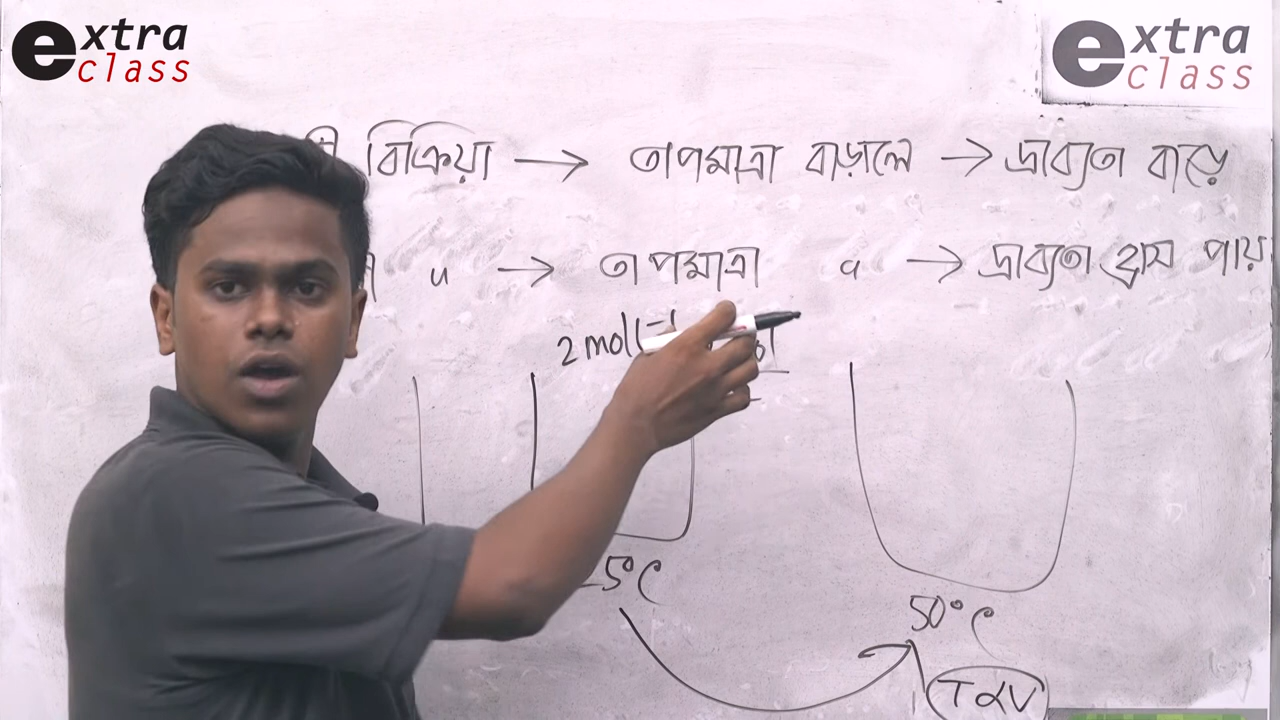 extra class
extra class
বিক্রিয়া → তাপমাত্রা বাড়ালে → দ্রাব্যতা বাড়ে
u → তাপমাত্রা a → দ্রাব্যতা হ্রাস পায়
2 mol
5°C
50°C
T α V